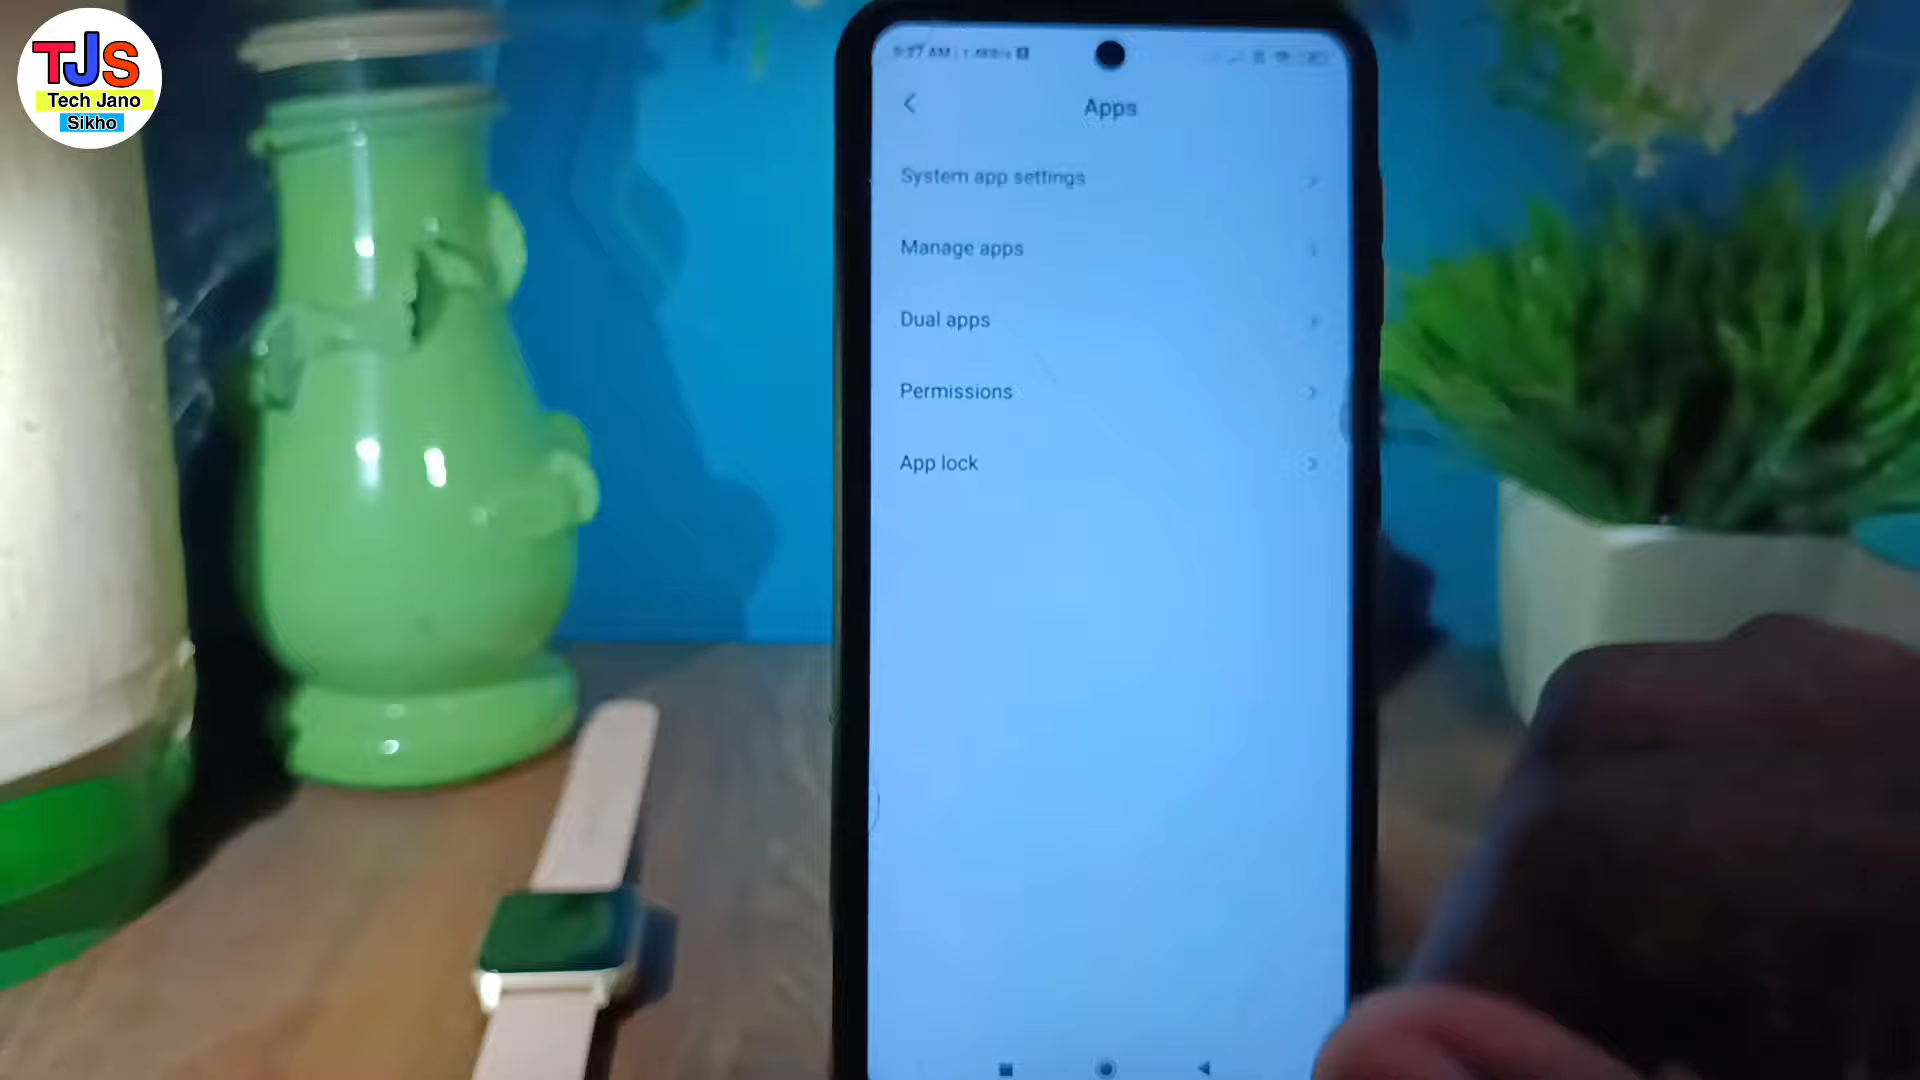 TJS
Tech Jano
Sikho
Apps
System app settings
Manage apps
Dual apps
Permissions
App lock